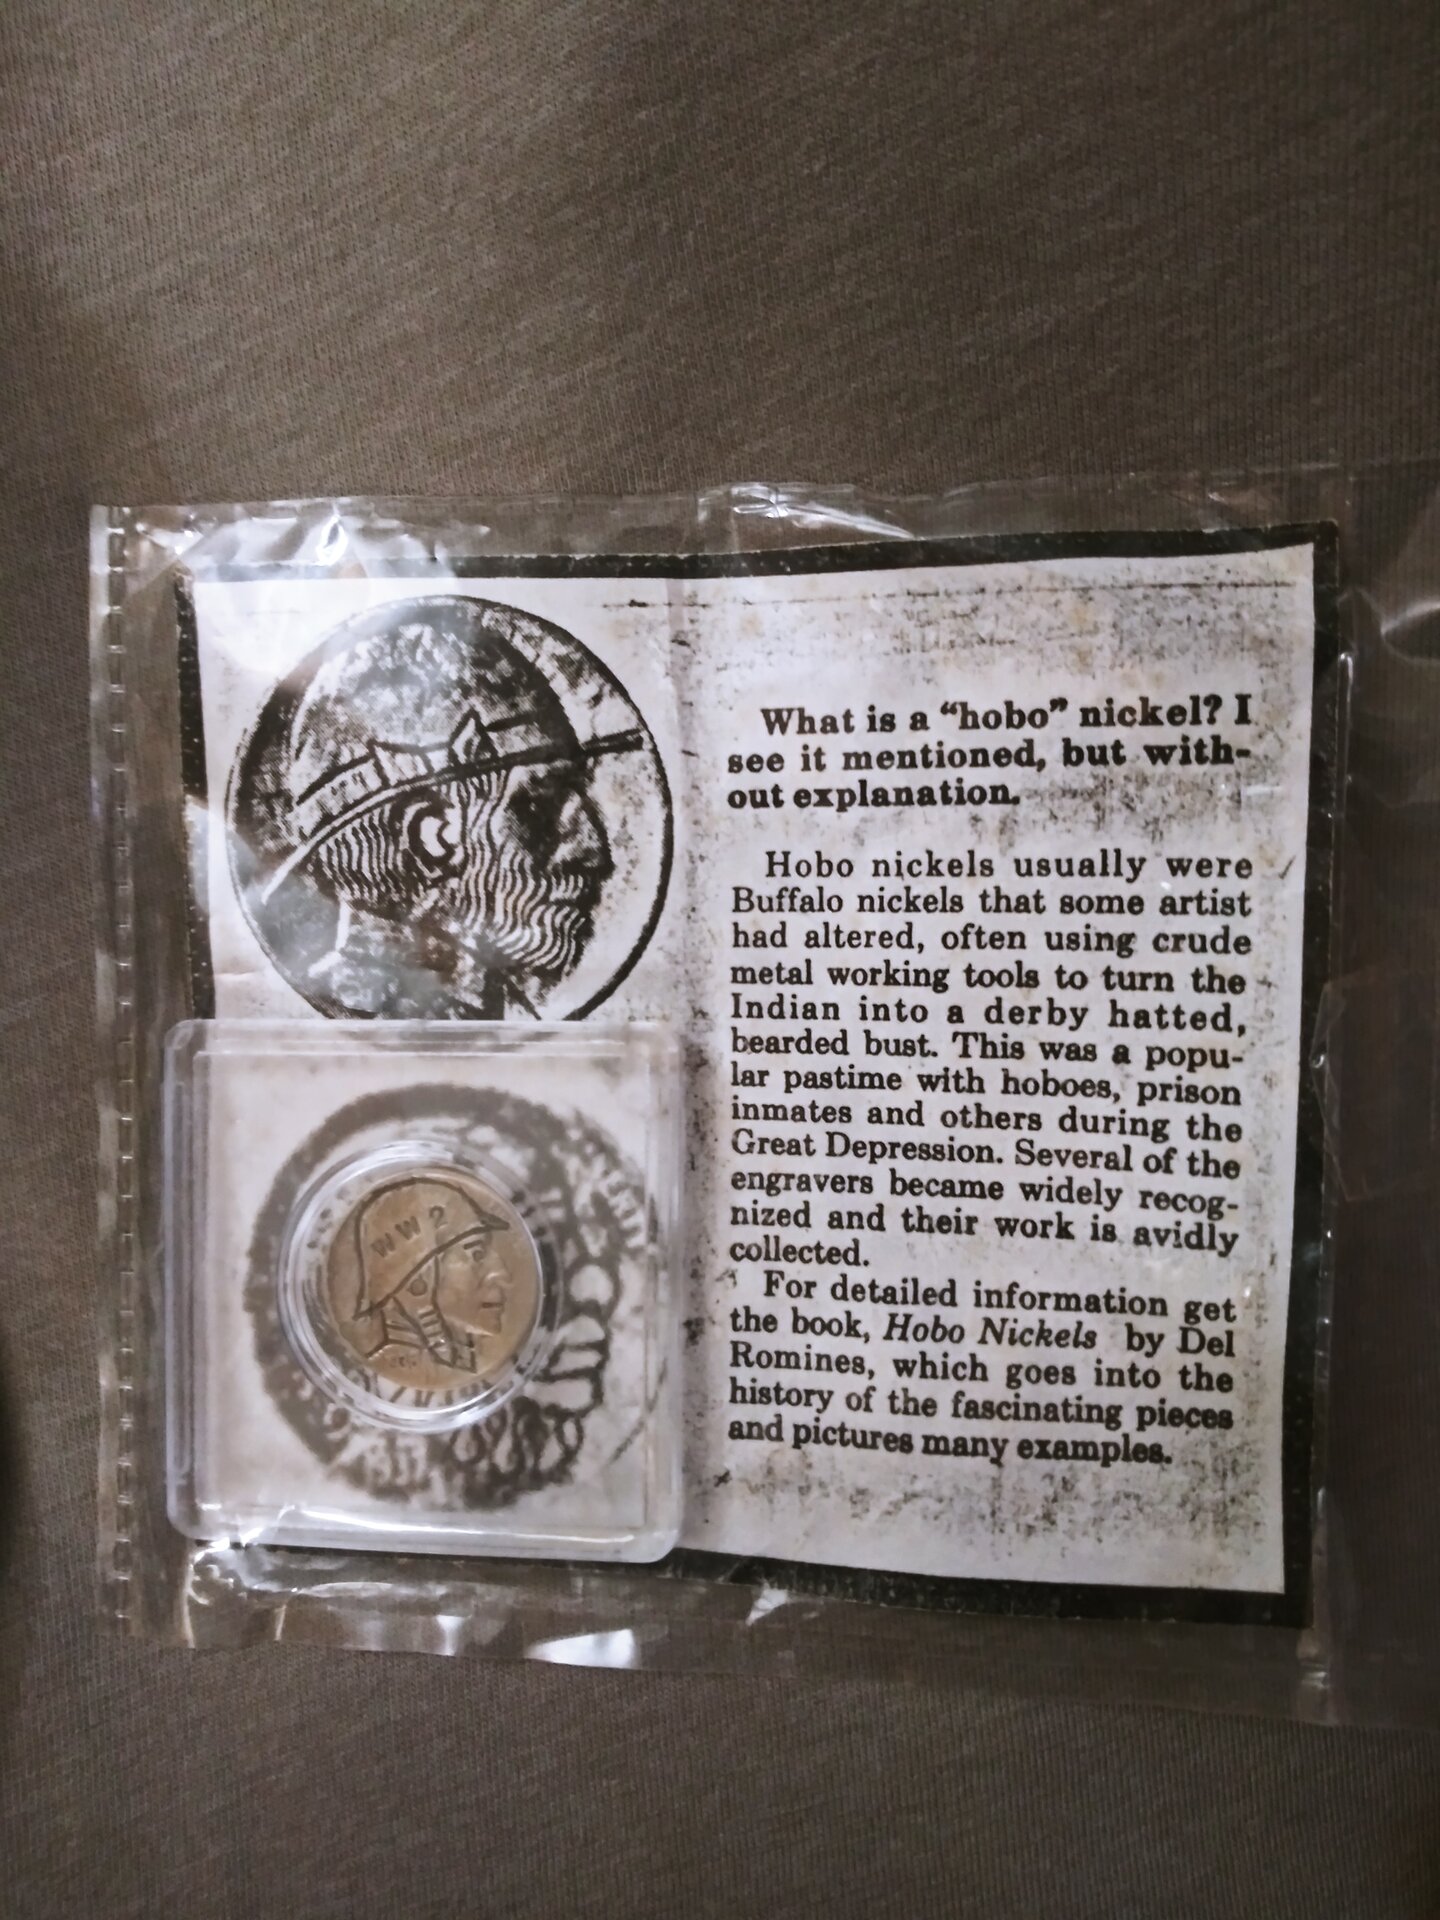 What is a “hobo” nickel? I
see it mentioned, but with-
out explanation.
Hobo nickels usually were
Buffalo nickels that some artist
had altered, often using crude
metal working tools to turn the
Indian into a derby hatted,
bearded bust. This was a popu-
lar pastime with hoboes, prison
inmates and others during the
Great Depression. Several of the
engravers became widely recog-
nized and their work is avidly
collected.
For detailed information get
the book, Hobo Nickels by Del
Romines, which goes into the
history of the fascinating pieces
and pictures many examples.
WW 2